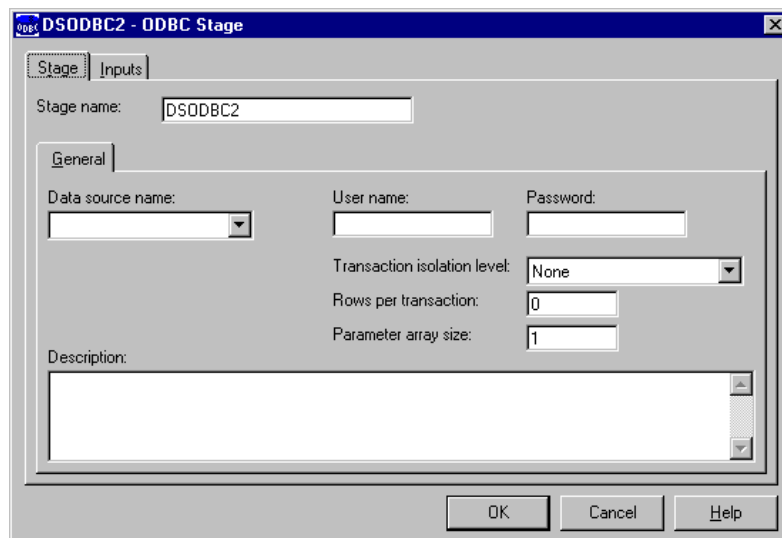 ODBC DSODBC2 - ODBC Stage
Stage Inputs
Stage name: DSODBC2
General
Data source name: User name: Password:
Transaction isolation level: None
Rows per transaction: 0
Parameter array size: 1
Description:
OK Cancel Help